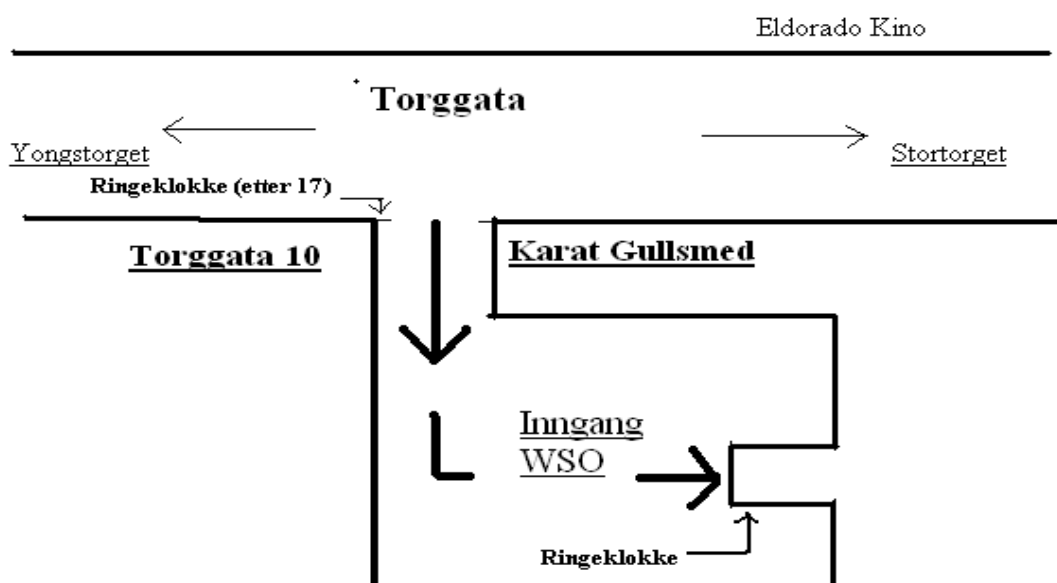 Eldorado Kino
Torggata
Yongstorget
Stortorget
Ringeklokke (etter 17)
Torggata 10
Karat Gullsmed
Inngang
WSO
Ringeklokke